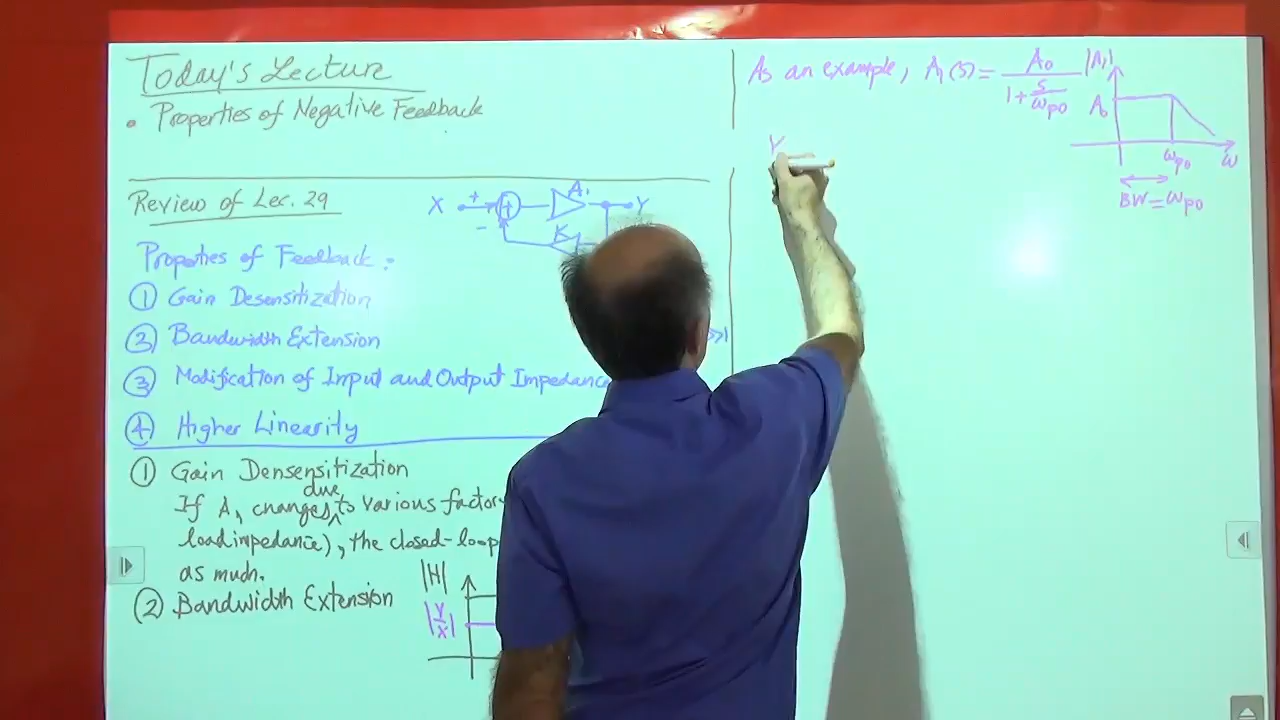 Today's Lecture
• Properties of Negative Feedback
Review of Lec. 29
X + - + A1 K Y
Properties of Feedback:
① Gain Desensitization
② Bandwidth Extension
③ Modification of Input and Output Impedance
④ Higher Linearity
① Gain Densensitization
If A1 changes due to various factor
load impedance), the closed-loop
as much.
② Bandwidth Extension
|H|
|Y/X|
>>1
As an example, A1(s) = A0 / (1 + s/ωp0)
|A1|
A0
ωp0 ω
BW = ωp0
Y